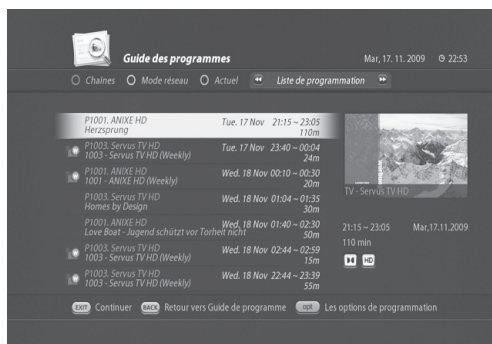 Guide des programmes
Mar, 17. 11. 2009 22:53
Chaînes Mode réseau Actuel Liste de programmation
P1001. ANIXE HD Tue. 17 Nov 21:15 ~ 23:05
Herzsprung 110m
P1003. Servus TV HD Tue. 17 Nov 23:40 ~ 00:04
1003 - Servus TV HD (Weekly) 24m
P1001. ANIXE HD Wed. 18 Nov 00:10 ~ 00:30
1001 - ANIXE HD (Weekly) 20m
P1003. Servus TV HD Wed. 18 Nov 01:04 ~ 01:35
Homes by Design 30m
P1001. ANIXE HD Wed. 18 Nov 01:40 ~ 02:30
Love Boat - Jugend schützt vor Torheit nicht 50m
P1003. Servus TV HD Wed. 18 Nov 02:44 ~ 02:59
1003 - Servus TV HD (Weekly) 15m
P1003. Servus TV HD Wed. 18 Nov 22:44 ~ 23:39
1003 - Servus TV HD (Weekly) 55m
TV - Servus TV HD
21:15 ~ 23:05 Mar,17.11.2009
110 min
HD
EXIT Continuer BACK Retour vers Guide de programme opt Les options de programmation